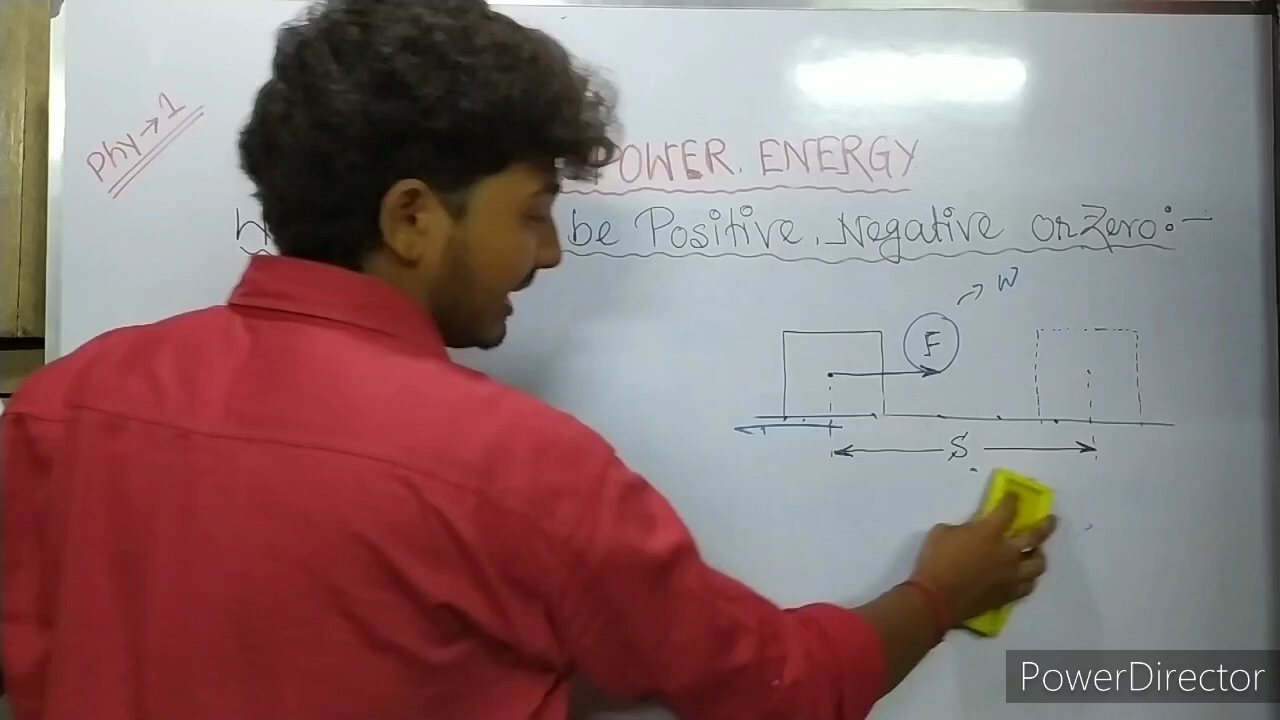 Phy → 1
POWER. ENERGY
be Positive, Negative or Zero:-
W
F
S
PowerDirector